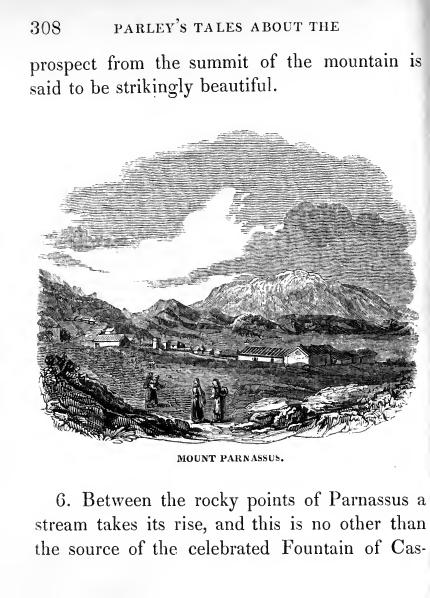 308 PARLEY'S TALES ABOUT THE
prospect from the summit of the mountain is
said to be strikingly beautiful.
MOUNT PARNASSUS.
6. Between the rocky points of Parnassus a
stream takes its rise, and this is no other than
the source of the celebrated Fountain of Cas-